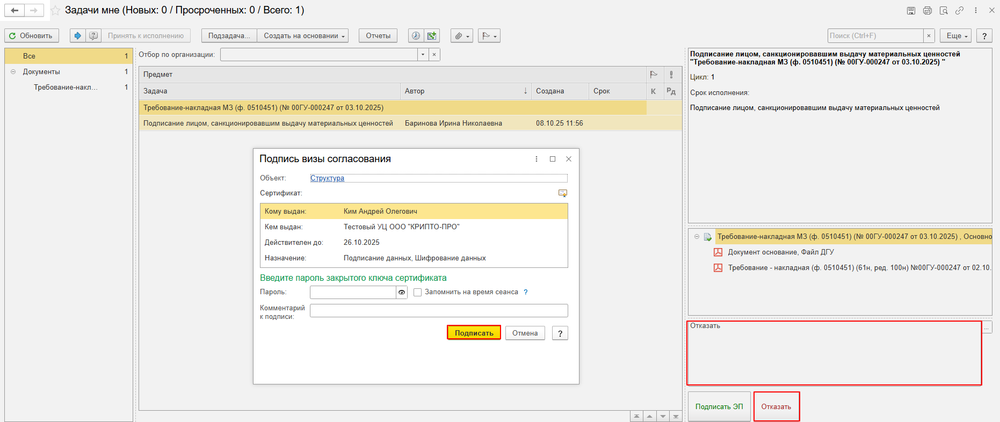 Задачи мне (Новых: 0 / Просроченных: 0 / Всего: 1)
Обновить
Принять к исполнению
Подзадача...
Создать на основании
Отчеты
Поиск (Ctrl+F)
×
Еще
?
Все 1
Документы 1
Требование-накл... 1
Отбор по организации:
Предмет
Задача Автор ↓ Создана Срок К РД
Требование-накладная МЗ (ф. 0510451) (№ 00ГУ-000247 от 03.10.2025)
Подписание лицом, санкционировавшим выдачу материальных ценностей Баринова Ирина Николаевна 08.10.25 11:56
Подпись визы согласования
Объект: Структура
Сертификат:
Кому выдан: Ким Андрей Олегович
Кем выдан: Тестовый УЦ ООО "КРИПТО-ПРО"
Действителен до: 26.10.2025
Назначение: Подписание данных, Шифрование данных
Введите пароль закрытого ключа сертификата
Пароль: Запомнить на время сеанса ?
Комментарий
к подписи:
Подписать Отмена ?
Подписание лицом, санкционировавшим выдачу материальных ценностей
"Требование-накладная МЗ (ф. 0510451) (№ 00ГУ-000247 от 03.10.2025) "
Цикл: 1
Срок исполнения:
Подписание лицом, санкционировавшим выдачу материальных ценностей
Требование-накладная МЗ (ф. 0510451) (№ 00ГУ-000247 от 03.10.2025) , Основно
Документ основание, Файл ДГУ
Требование - накладная (ф. 0510451) (61н, ред. 100н) №00ГУ-000247 от 02.10.
Отказать
...
Подписать ЭП
Отказать